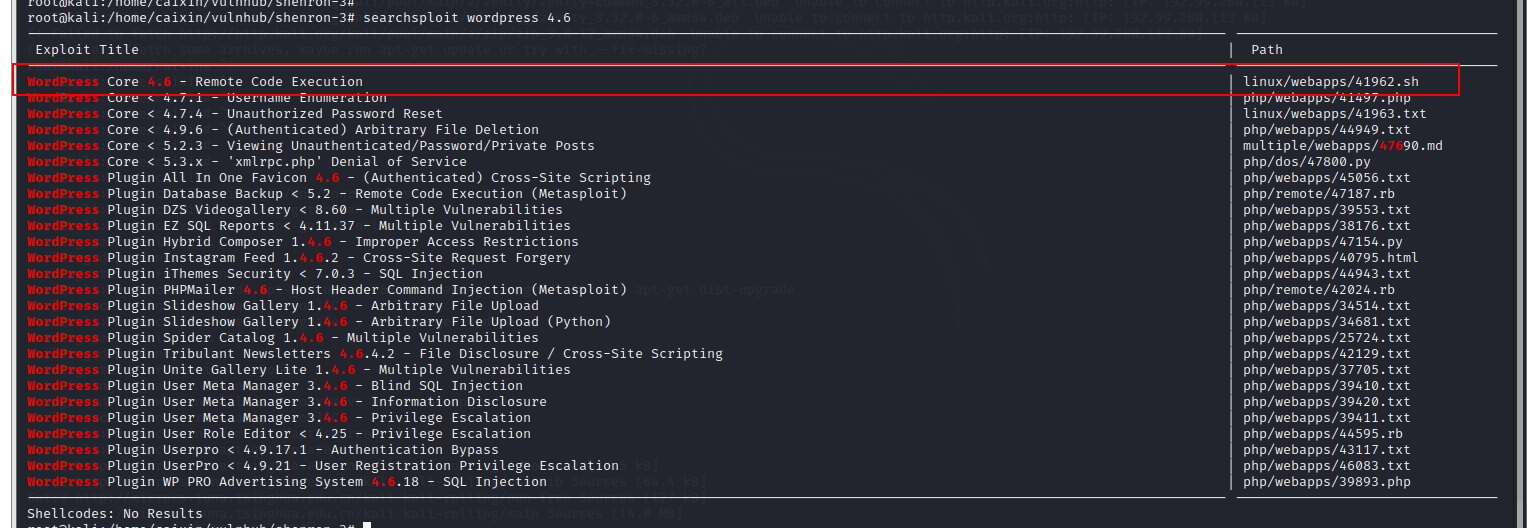 root@kali:/home/caixin/vulnhub/shenron-3#
root@kali:/home/caixin/vulnhub/shenron-3# searchsploit wordpress 4.6
Exploit Title | Path
WordPress Core 4.6 - Remote Code Execution | linux/webapps/41962.sh
WordPress Core < 4.7.1 - Username Enumeration | php/webapps/41497.php
WordPress Core < 4.7.4 - Unauthorized Password Reset | linux/webapps/41963.txt
WordPress Core < 4.9.6 - (Authenticated) Arbitrary File Deletion | php/webapps/44949.txt
WordPress Core < 5.2.3 - Viewing Unauthenticated/Password/Private Posts | multiple/webapps/47690.md
WordPress Core < 5.3.x - 'xmlrpc.php' Denial of Service | php/dos/47800.py
WordPress Plugin All In One Favicon 4.6 - (Authenticated) Cross-Site Scripting | php/webapps/45056.txt
WordPress Plugin Database Backup < 5.2 - Remote Code Execution (Metasploit) | php/remote/47187.rb
WordPress Plugin DZS Videogallery < 8.60 - Multiple Vulnerabilities | php/webapps/39553.txt
WordPress Plugin EZ SQL Reports < 4.11.37 - Multiple Vulnerabilities | php/webapps/38176.txt
WordPress Plugin Hybrid Composer 1.4.6 - Improper Access Restrictions | php/webapps/47154.py
WordPress Plugin Instagram Feed 1.4.6.2 - Cross-Site Request Forgery | php/webapps/40795.html
WordPress Plugin iThemes Security < 7.0.3 - SQL Injection | php/webapps/44943.txt
WordPress Plugin PHPMailer 4.6 - Host Header Command Injection (Metasploit) | php/remote/42024.rb
WordPress Plugin Slideshow Gallery 1.4.6 - Arbitrary File Upload | php/webapps/34514.txt
WordPress Plugin Slideshow Gallery 1.4.6 - Arbitrary File Upload (Python) | php/webapps/34681.txt
WordPress Plugin Spider Catalog 1.4.6 - Multiple Vulnerabilities | php/webapps/25724.txt
WordPress Plugin Tribulant Newsletters 4.6.4.2 - File Disclosure / Cross-Site Scripting | php/webapps/42129.txt
WordPress Plugin Unite Gallery Lite 1.4.6 - Multiple Vulnerabilities | php/webapps/37705.txt
WordPress Plugin User Meta Manager 3.4.6 - Blind SQL Injection | php/webapps/39410.txt
WordPress Plugin User Meta Manager 3.4.6 - Information Disclosure | php/webapps/39420.txt
WordPress Plugin User Meta Manager 3.4.6 - Privilege Escalation | php/webapps/39411.txt
WordPress Plugin User Role Editor < 4.25 - Privilege Escalation | php/webapps/44595.rb
WordPress Plugin Userpro < 4.9.17.1 - Authentication Bypass | php/webapps/43117.txt
WordPress Plugin UserPro < 4.9.21 - User Registration Privilege Escalation | php/webapps/46083.txt
WordPress Plugin WP PRO Advertising System 4.6.18 - SQL Injection | php/webapps/39893.php
Shellcodes: No Results
root@kali:/home/caixin/vulnhub/shenron-3#